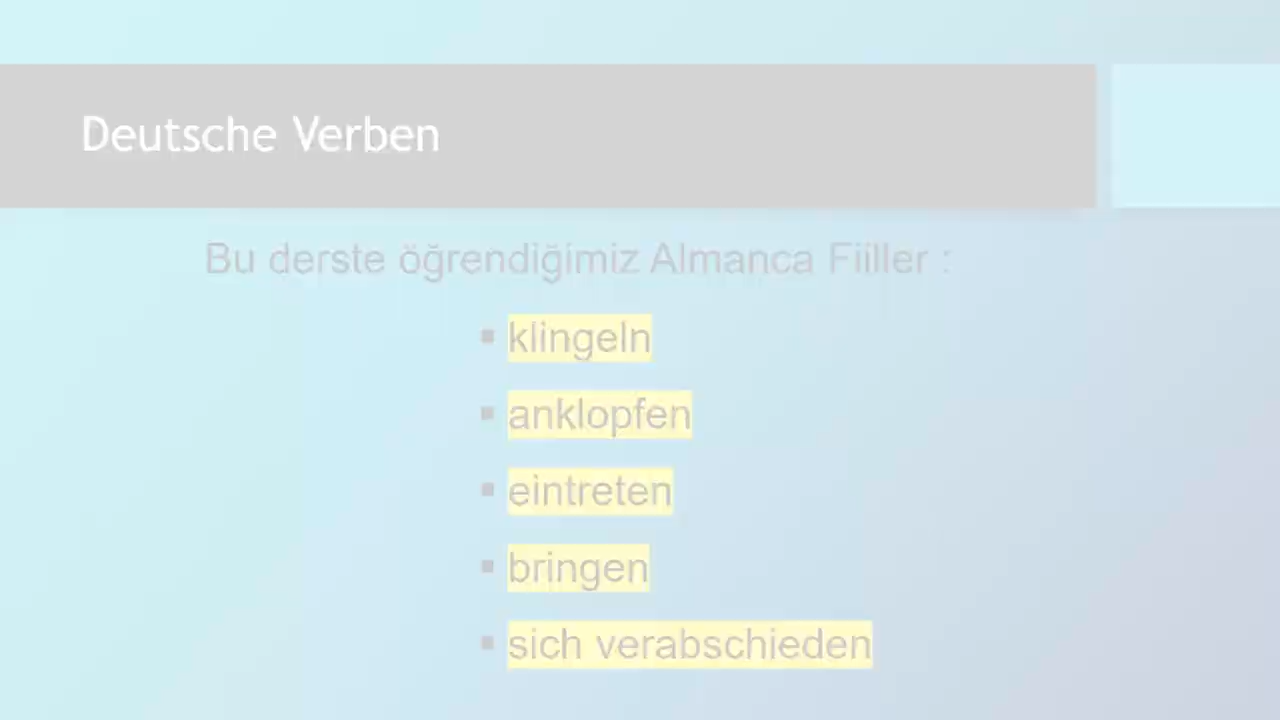 Deutsche Verben
Bu derste öğrendiğimiz Almanca Fiiller :
▪ klingeln
▪ anklopfen
▪ eintreten
▪ bringen
▪ sich verabschieden